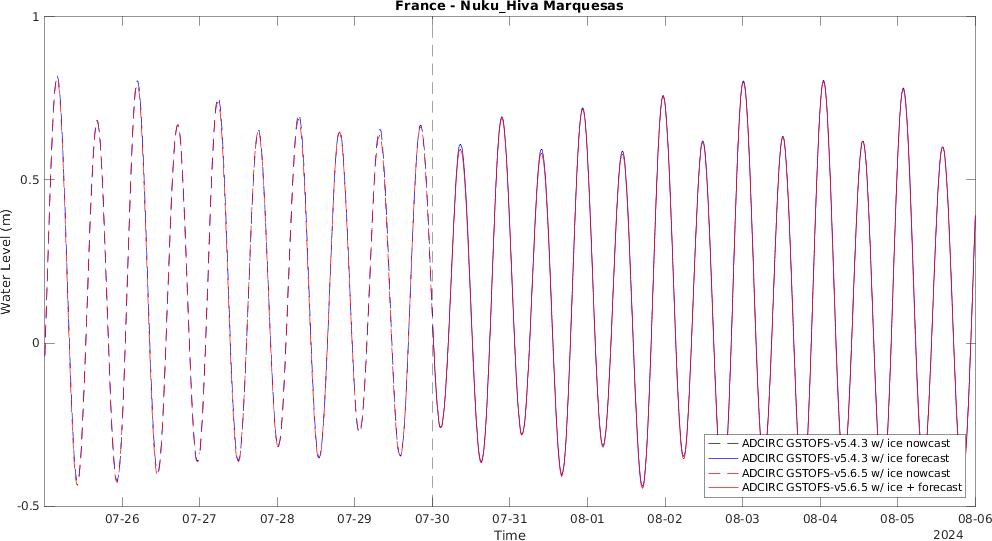 France - Nuku_Hiva Marquesas
1
0.5
0
-0.5
Water Level (m)
ADCIRC GSTOFS-v5.4.3 w/ ice nowcast
ADCIRC GSTOFS-v5.4.3 w/ ice forecast
ADCIRC GSTOFS-v5.6.5 w/ ice nowcast
ADCIRC GSTOFS-v5.6.5 w/ ice + forecast
07-26 07-27 07-28 07-29 07-30 07-31 08-01 08-02 08-03 08-04 08-05 08-06
Time
2024